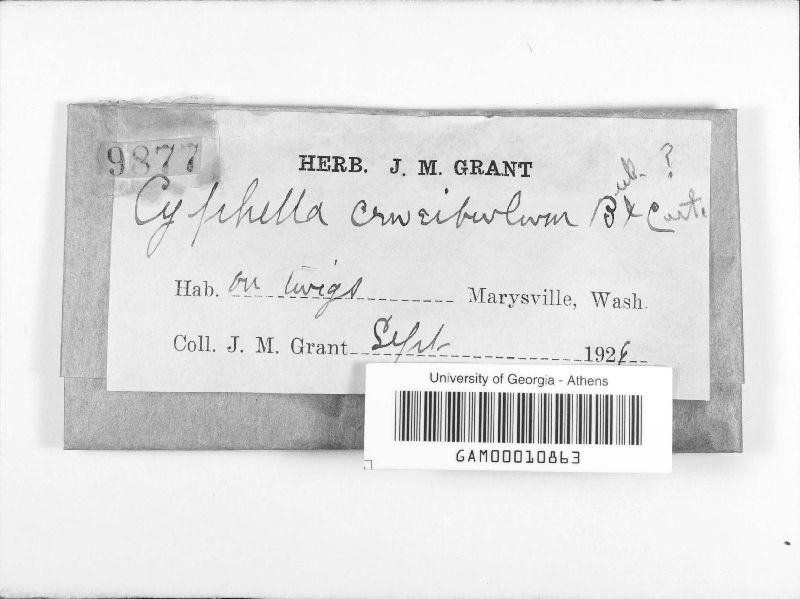 9877
HERB. J. M. GRANT
Cyphella B & Curt. ?
Hab. on twigs Marysville, Wash.
Coll. J. M. Grant Sept 1926
University of Georgia - Athens
GAM00010863